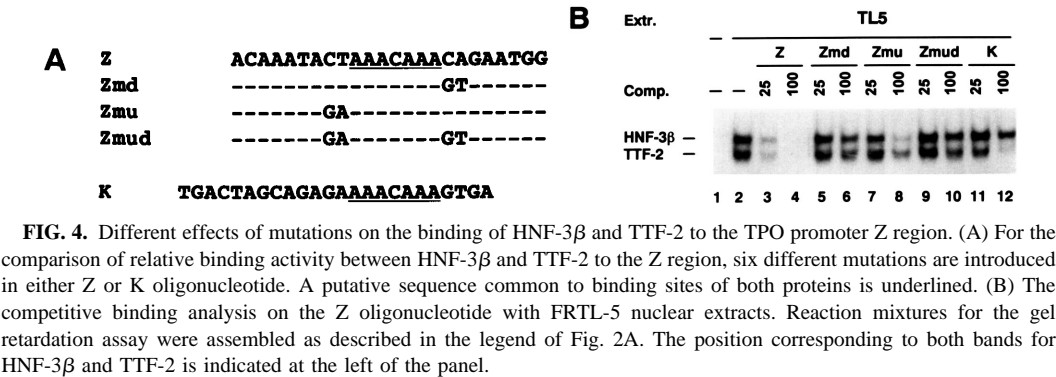 A
Z ACAAATACTAAACAAACAGAATGG
Zmd ------------------GT------
Zmu --------GA----------------
Zmud --------GA--------GT------
K TGACTAGCAGAGAAAACAAAGTGA
B
Extr. – TL5
Z Zmd Zmu Zmud K
Comp. – – 25 100 25 100 25 100 25 100 25 100
HNF-3β –
TTF-2 –
1 2 3 4 5 6 7 8 9 10 11 12
FIG. 4. Different effects of mutations on the binding of HNF-3β and TTF-2 to the TPO promoter Z region. (A) For the
comparison of relative binding activity between HNF-3β and TTF-2 to the Z region, six different mutations are introduced
in either Z or K oligonucleotide. A putative sequence common to binding sites of both proteins is underlined. (B) The
competitive binding analysis on the Z oligonucleotide with FRTL-5 nuclear extracts. Reaction mixtures for the gel
retardation assay were assembled as described in the legend of Fig. 2A. The position corresponding to both bands for
HNF-3β and TTF-2 is indicated at the left of the panel.